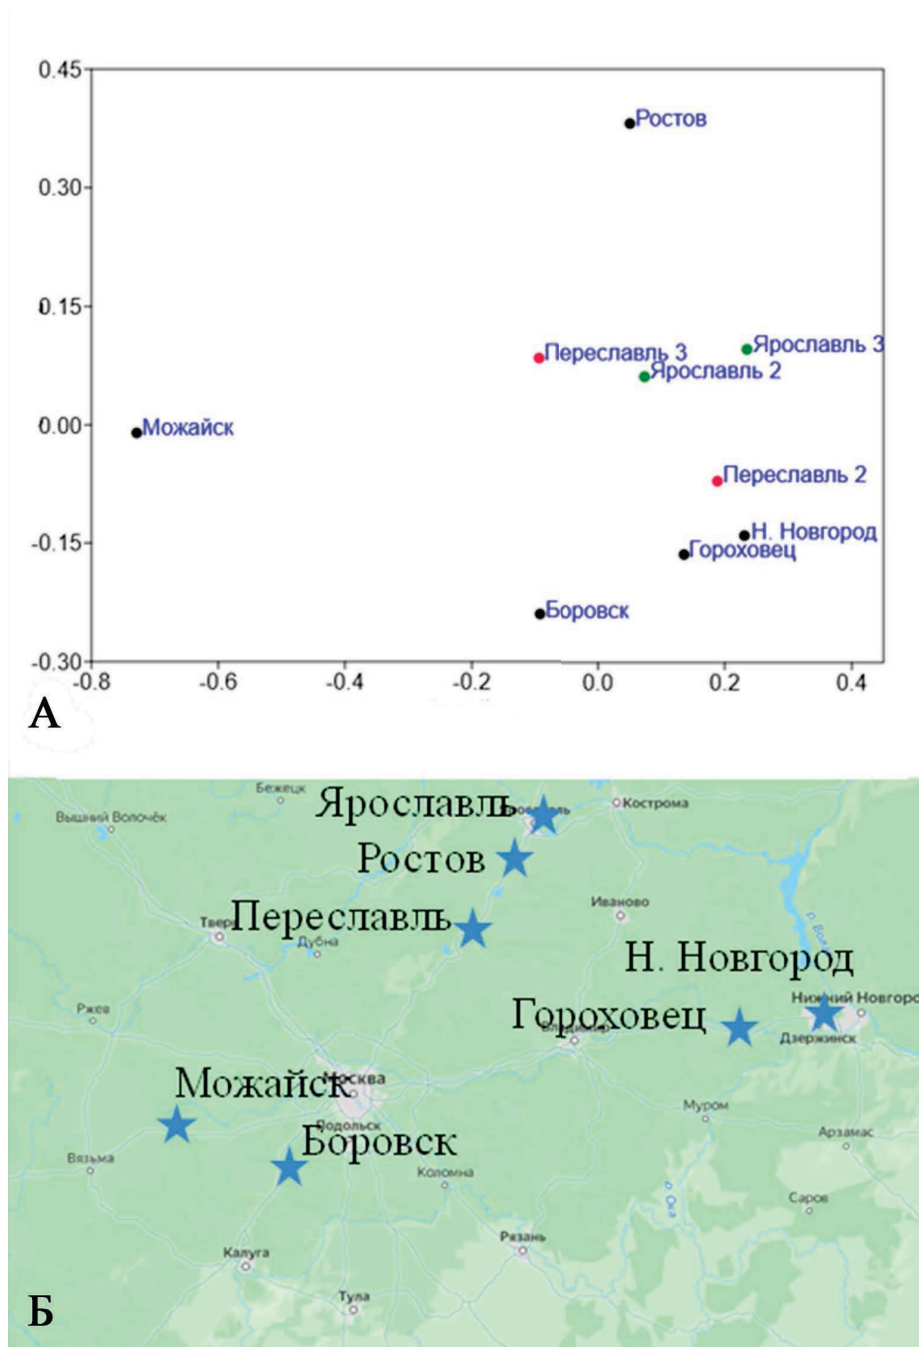 0.45
Ростов
0.30
0.15
Переславль 3
Ярославль 3
Ярославль 2
0.00
Можайск
Переславль 2
-0.15
Н. Новгород
Гороховец
Боровск
-0.30
-0.8 -0.6 -0.4 -0.2 0.0 0.2 0.4
А
Бежецк
Ярославль
Кострома
Вышний Волочёк
Ростов
Иваново
Переславль
Тверь
Дубна
р. Волга
Н. Новгород
Ржев
Нижний Новгоро
Гороховец
Владимир
Дзержинск
Москва
Можайск
Муром
Подольск
Боровск
Арзамас
Вязьма
Коломна
р. Ока
Саров
Рязань
Калуга
Тула
Б